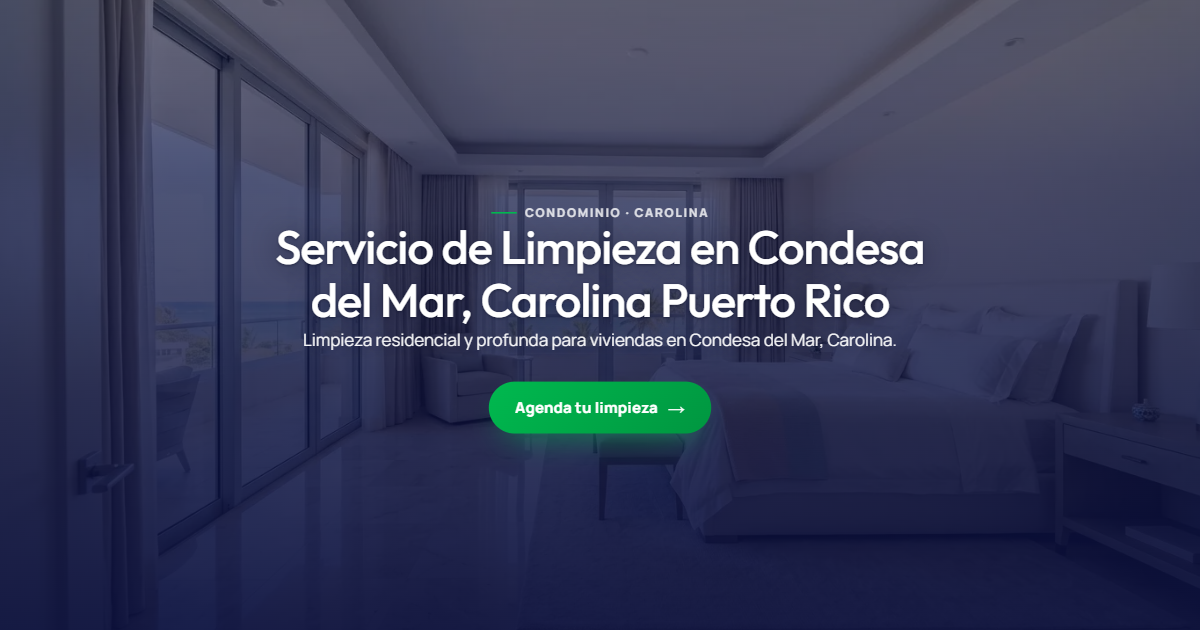 CONDOMINIO · CAROLINA
Servicio de Limpieza en Condesa
del Mar, Carolina Puerto Rico
Limpieza residencial y profunda para viviendas en Condesa del Mar, Carolina.
Agenda tu limpieza →